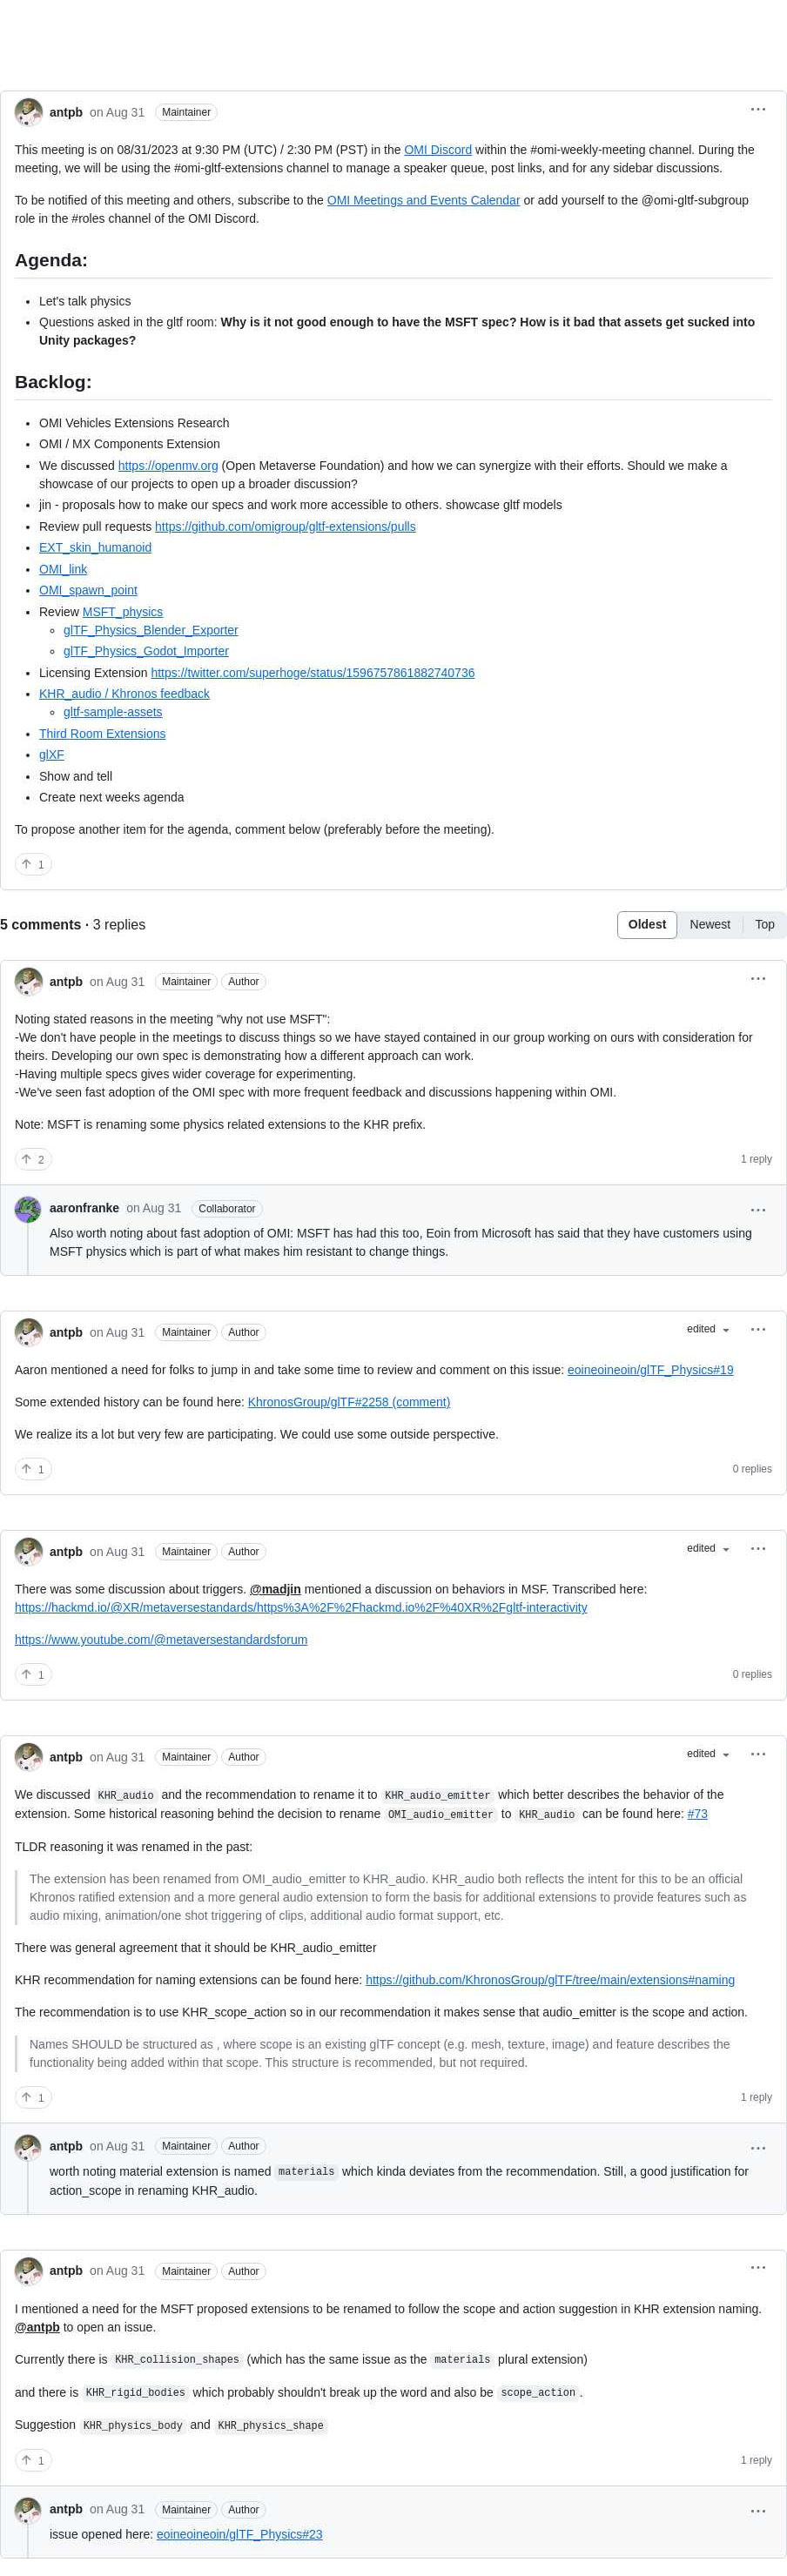 antpb on Aug 31 Maintainer
This meeting is on 08/31/2023 at 9:30 PM (UTC) / 2:30 PM (PST) in the OMI Discord within the #omi-weekly-meeting channel. During the
meeting, we will be using the #omi-gltf-extensions channel to manage a speaker queue, post links, and for any sidebar discussions.
To be notified of this meeting and others, subscribe to the OMI Meetings and Events Calendar or add yourself to the @omi-gltf-subgroup
role in the #roles channel of the OMI Discord.
Agenda:
• Let's talk physics
• Questions asked in the gltf room: Why is it not good enough to have the MSFT spec? How is it bad that assets get sucked into
Unity packages?
Backlog:
• OMI Vehicles Extensions Research
• OMI / MX Components Extension
• We discussed https://openmv.org (Open Metaverse Foundation) and how we can synergize with their efforts. Should we make a
showcase of our projects to open up a broader discussion?
• jin - proposals how to make our specs and work more accessible to others. showcase gltf models
• Review pull requests https://github.com/omigroup/gltf-extensions/pulls
• EXT_skin_humanoid
• OMI_link
• OMI_spawn_point
• Review MSFT_physics
◦ glTF_Physics_Blender_Exporter
◦ glTF_Physics_Godot_Importer
• Licensing Extension https://twitter.com/superhoge/status/1596757861882740736
• KHR_audio / Khronos feedback
◦ gltf-sample-assets
• Third Room Extensions
• glXF
• Show and tell
• Create next weeks agenda
To propose another item for the agenda, comment below (preferably before the meeting).
↑ 1
5 comments · 3 replies Oldest Newest Top
antpb on Aug 31 Maintainer Author
Noting stated reasons in the meeting "why not use MSFT":
-We don't have people in the meetings to discuss things so we have stayed contained in our group working on ours with consideration for
theirs. Developing our own spec is demonstrating how a different approach can work.
-Having multiple specs gives wider coverage for experimenting.
-We've seen fast adoption of the OMI spec with more frequent feedback and discussions happening within OMI.
Note: MSFT is renaming some physics related extensions to the KHR prefix.
↑ 2 1 reply
aaronfranke on Aug 31 Collaborator
Also worth noting about fast adoption of OMI: MSFT has had this too, Eoin from Microsoft has said that they have customers using
MSFT physics which is part of what makes him resistant to change things.
antpb on Aug 31 Maintainer Author edited
Aaron mentioned a need for folks to jump in and take some time to review and comment on this issue: eoineoineoin/glTF_Physics#19
Some extended history can be found here: KhronosGroup/glTF#2258 (comment)
We realize its a lot but very few are participating. We could use some outside perspective.
↑ 1 0 replies
antpb on Aug 31 Maintainer Author edited
There was some discussion about triggers. @madjin mentioned a discussion on behaviors in MSF. Transcribed here:
https://hackmd.io/@XR/metaversestandards/https%3A%2F%2Fhackmd.io%2F%40XR%2Fgltf-interactivity
https://www.youtube.com/@metaversestandardsforum
↑ 1 0 replies
antpb on Aug 31 Maintainer Author edited
We discussed KHR_audio and the recommendation to rename it to KHR_audio_emitter which better describes the behavior of the
extension. Some historical reasoning behind the decision to rename OMI_audio_emitter to KHR_audio can be found here: #73
TLDR reasoning it was renamed in the past:
The extension has been renamed from OMI_audio_emitter to KHR_audio. KHR_audio both reflects the intent for this to be an official
Khronos ratified extension and a more general audio extension to form the basis for additional extensions to provide features such as
audio mixing, animation/one shot triggering of clips, additional audio format support, etc.
There was general agreement that it should be KHR_audio_emitter
KHR recommendation for naming extensions can be found here: https://github.com/KhronosGroup/glTF/tree/main/extensions#naming
The recommendation is to use KHR_scope_action so in our recommendation it makes sense that audio_emitter is the scope and action.
Names SHOULD be structured as , where scope is an existing glTF concept (e.g. mesh, texture, image) and feature describes the
functionality being added within that scope. This structure is recommended, but not required.
↑ 1 1 reply
antpb on Aug 31 Maintainer Author
worth noting material extension is named materials which kinda deviates from the recommendation. Still, a good justification for
action_scope in renaming KHR_audio.
antpb on Aug 31 Maintainer Author
I mentioned a need for the MSFT proposed extensions to be renamed to follow the scope and action suggestion in KHR extension naming.
@antpb to open an issue.
Currently there is KHR_collision_shapes (which has the same issue as the materials plural extension)
and there is KHR_rigid_bodies which probably shouldn't break up the word and also be scope_action.
Suggestion KHR_physics_body and KHR_physics_shape
↑ 1 1 reply
antpb on Aug 31 Maintainer Author
issue opened here: eoineoineoin/glTF_Physics#23